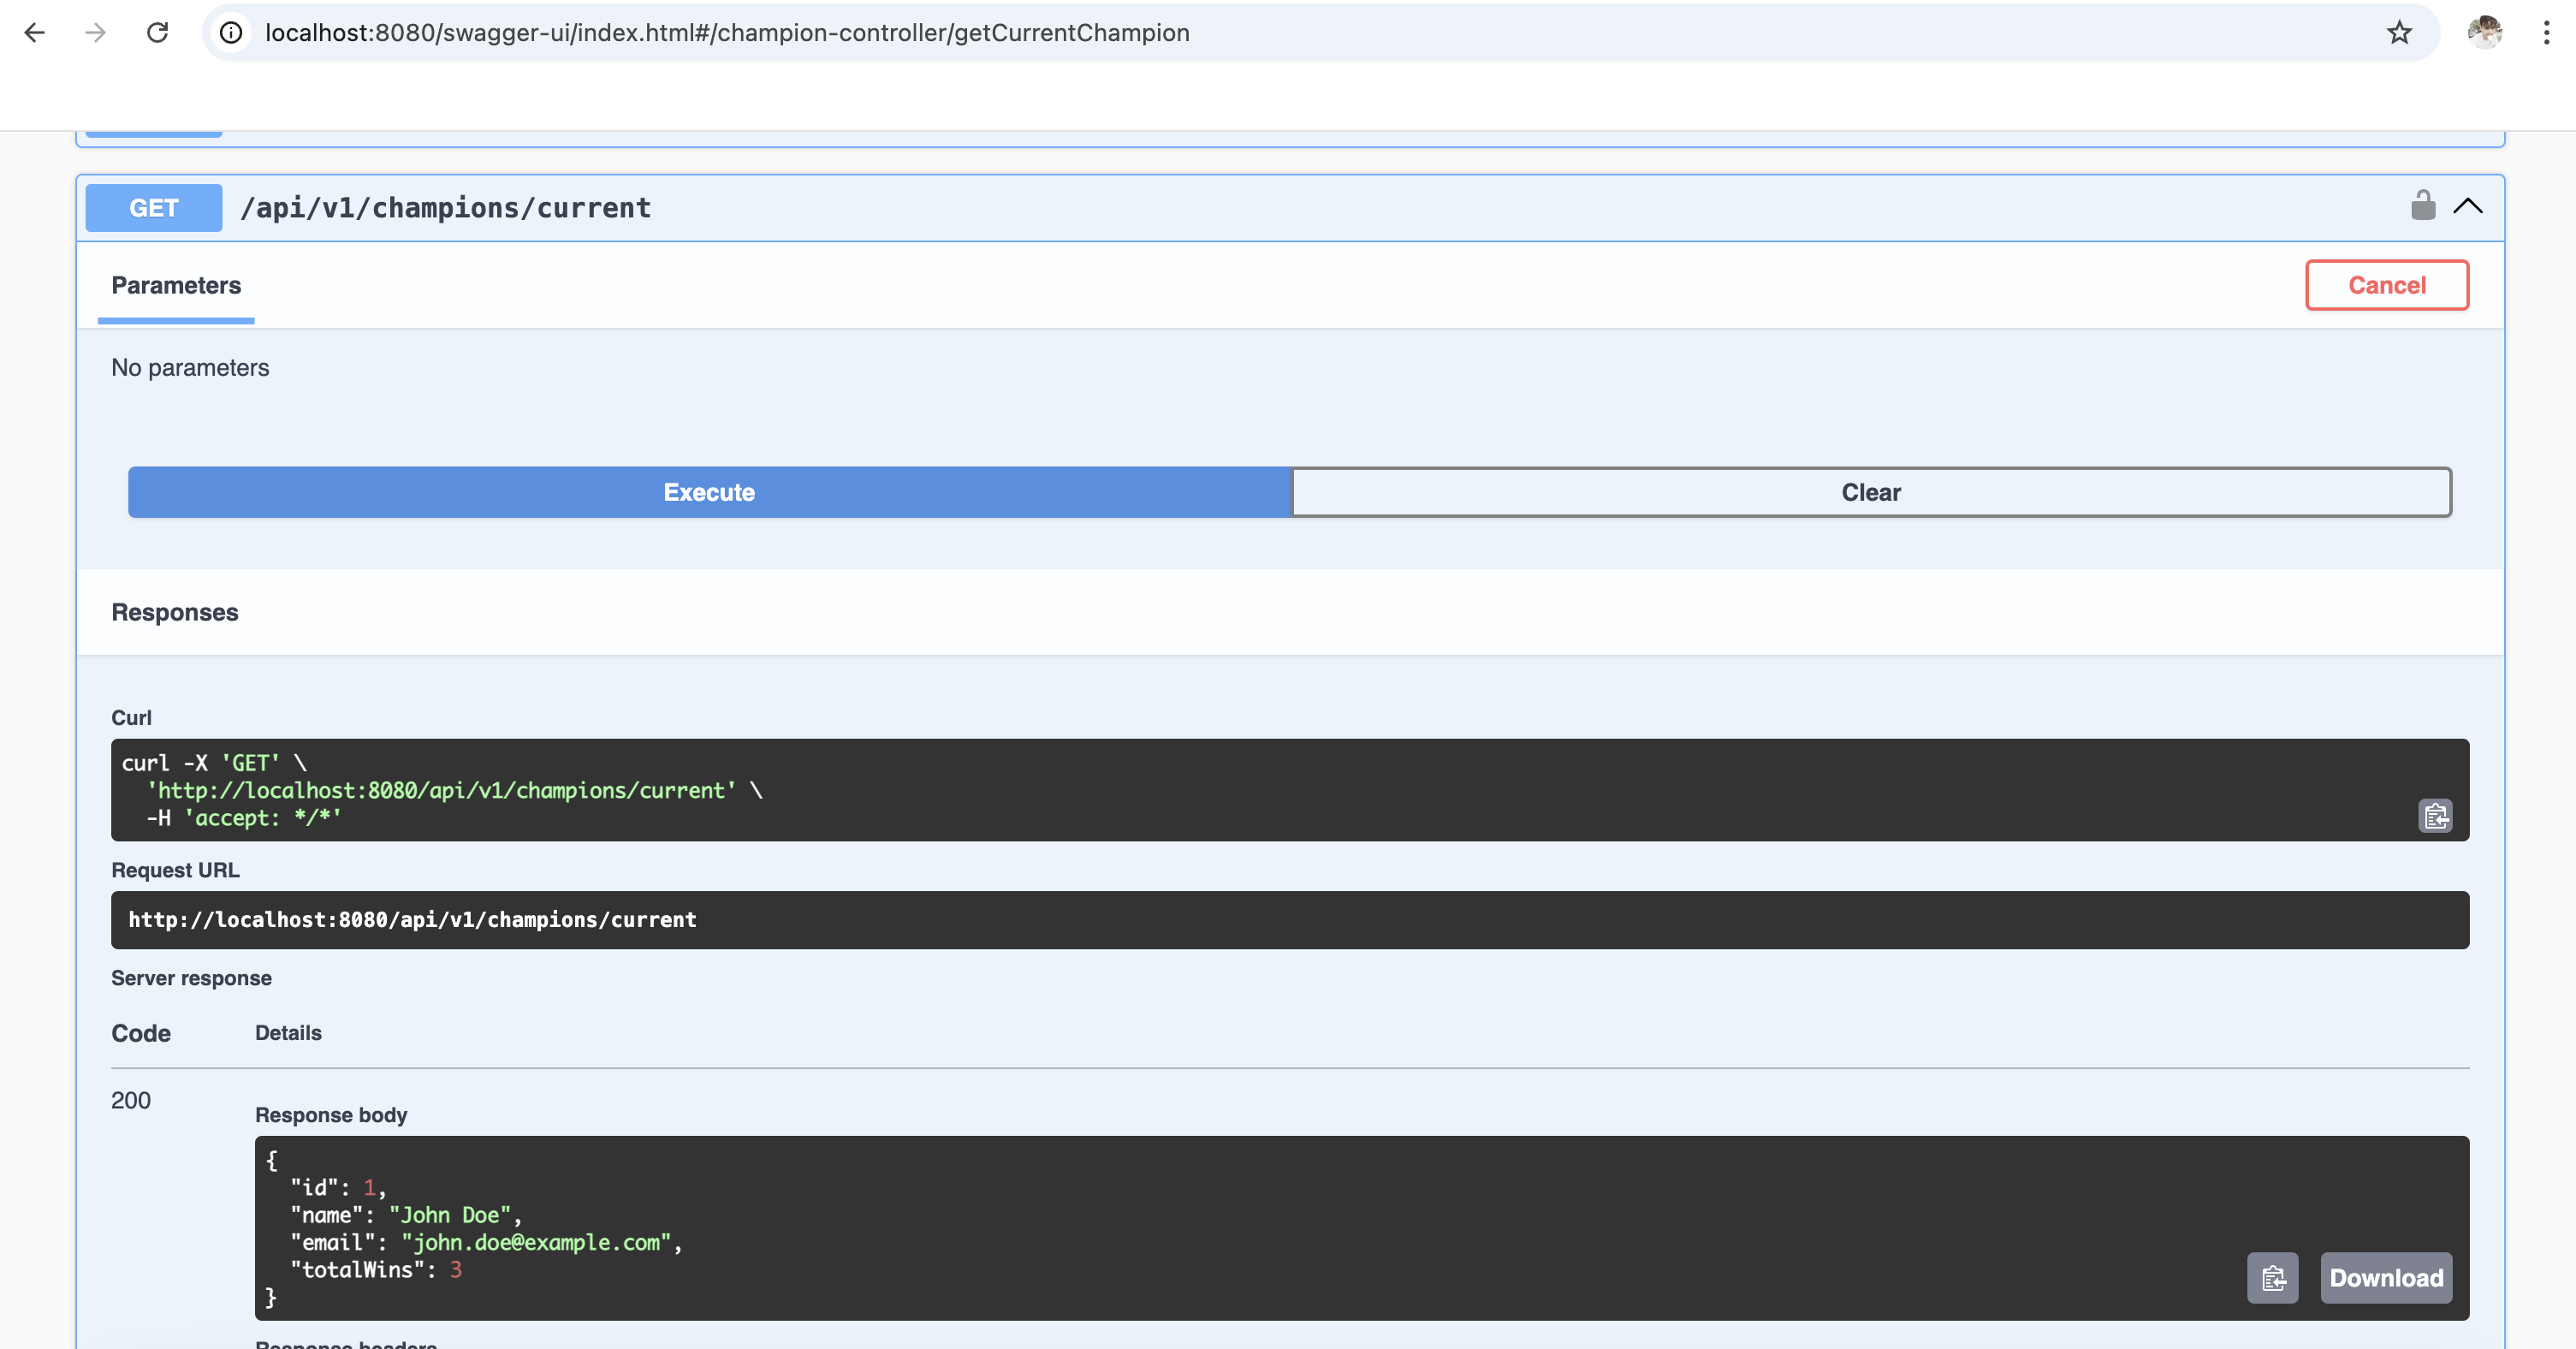 localhost:8080/swagger-ui/index.html#/champion-controller/getCurrentChampion
GET /api/v1/champions/current
Parameters
Cancel
No parameters
Execute
Clear
Responses
Curl
curl -X 'GET' \
  'http://localhost:8080/api/v1/champions/current' \
  -H 'accept: */*'
Request URL
http://localhost:8080/api/v1/champions/current
Server response
Code Details
200
Response body
{
  "id": 1,
  "name": "John Doe",
  "email": "john.doe@example.com",
  "totalWins": 3
}
Download
Response headers